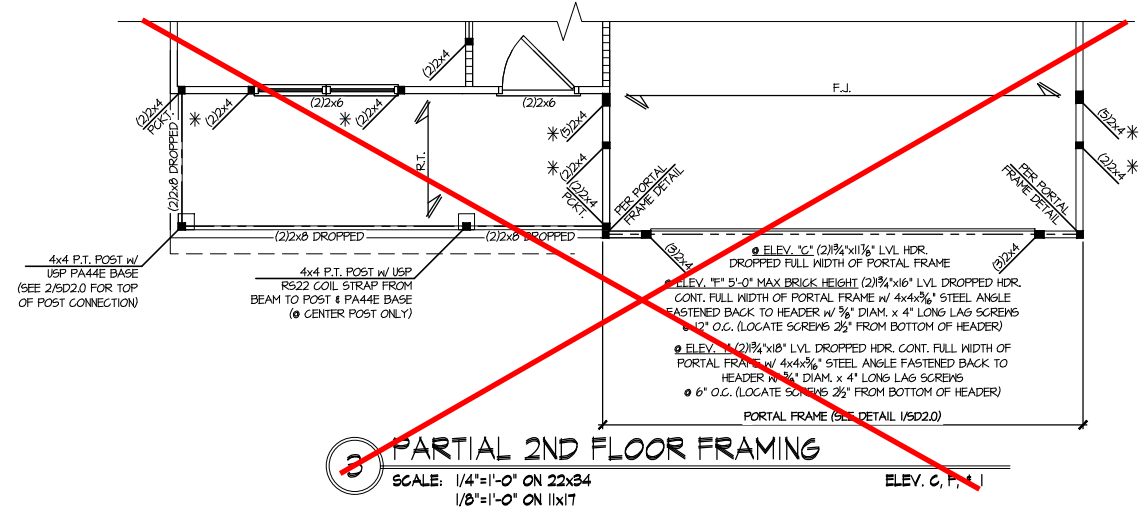 (2)2x4
(2)2x6
(2)2x6
F.J.
(2)2x4
PCKT.
(2)2x4
(2)2x4
(5)2x4
(5)2x4
(2)2x8 DROPPED
R.T.
(2)2x4
(2)2x4
PCKT.
(2)2x4
PER PORTAL
FRAME DETAIL
PER PORTAL
FRAME DETAIL
(2)2x8 DROPPED
(2)2x8 DROPPED
(3)2x4
(3)2x4
4x4 P.T. POST W/
USP PA44E BASE
(SEE 2/SD2.0 FOR TOP
OF POST CONNECTION)
4x4 P.T. POST W/ USP
RS22 COIL STRAP FROM
BEAM TO POST & PA44E BASE
(@ CENTER POST ONLY)
@ ELEV. "C" (2)1¾"x11⅞" LVL HDR.
DROPPED FULL WIDTH OF PORTAL FRAME
@ ELEV. "F" 5'-0" MAX BRICK HEIGHT (2)1¾"x16" LVL DROPPED HDR.
CONT. FULL WIDTH OF PORTAL FRAME W/ 4x4x5/16" STEEL ANGLE
FASTENED BACK TO HEADER W/ ⅝" DIAM. x 4" LONG LAG SCREWS
@ 12" O.C. (LOCATE SCREWS 2½" FROM BOTTOM OF HEADER)
@ ELEV. (2)1¾"x18" LVL DROPPED HDR. CONT. FULL WIDTH OF
PORTAL FRAME W/ 4x4x5/16" STEEL ANGLE FASTENED BACK TO
HEADER W/ DIAM. x 4" LONG LAG SCREWS
@ 6" O.C. (LOCATE SCREWS 2½" FROM BOTTOM OF HEADER)
PORTAL FRAME (SEE DETAIL 1/SD2.0)
3 PARTIAL 2ND FLOOR FRAMING
SCALE: 1/4"=1'-0" ON 22x34 ELEV. C, F, & I
1/8"=1'-0" ON 11x17